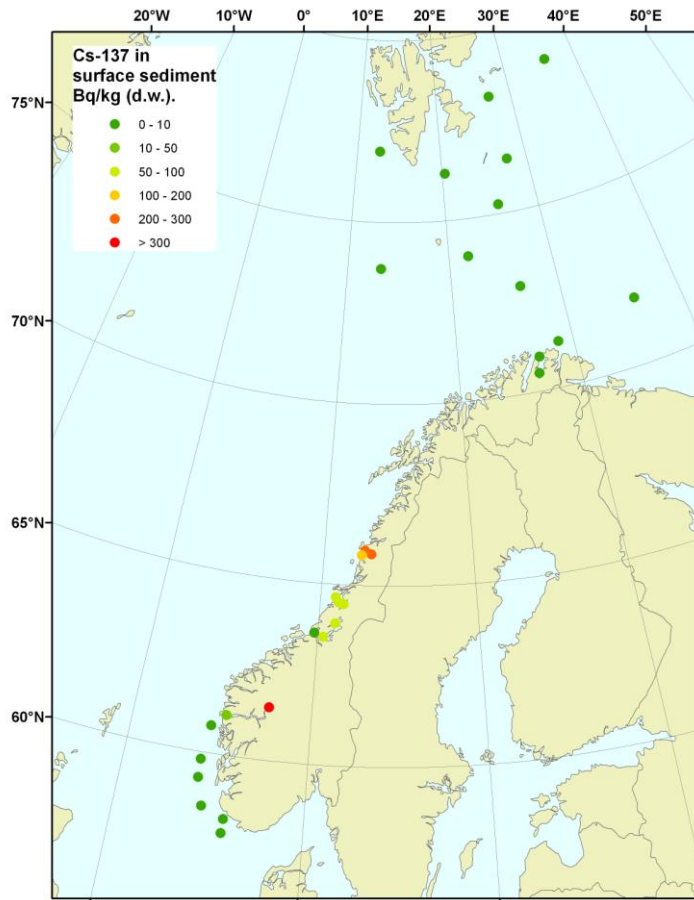 20°W 10°W 0° 10°E 20°E 30°E 40°E 50°E
Cs-137 in
surface sediment
Bq/kg (d.w.).
0 - 10
10 - 50
50 - 100
100 - 200
200 - 300
> 300
75°N
70°N
65°N
60°N